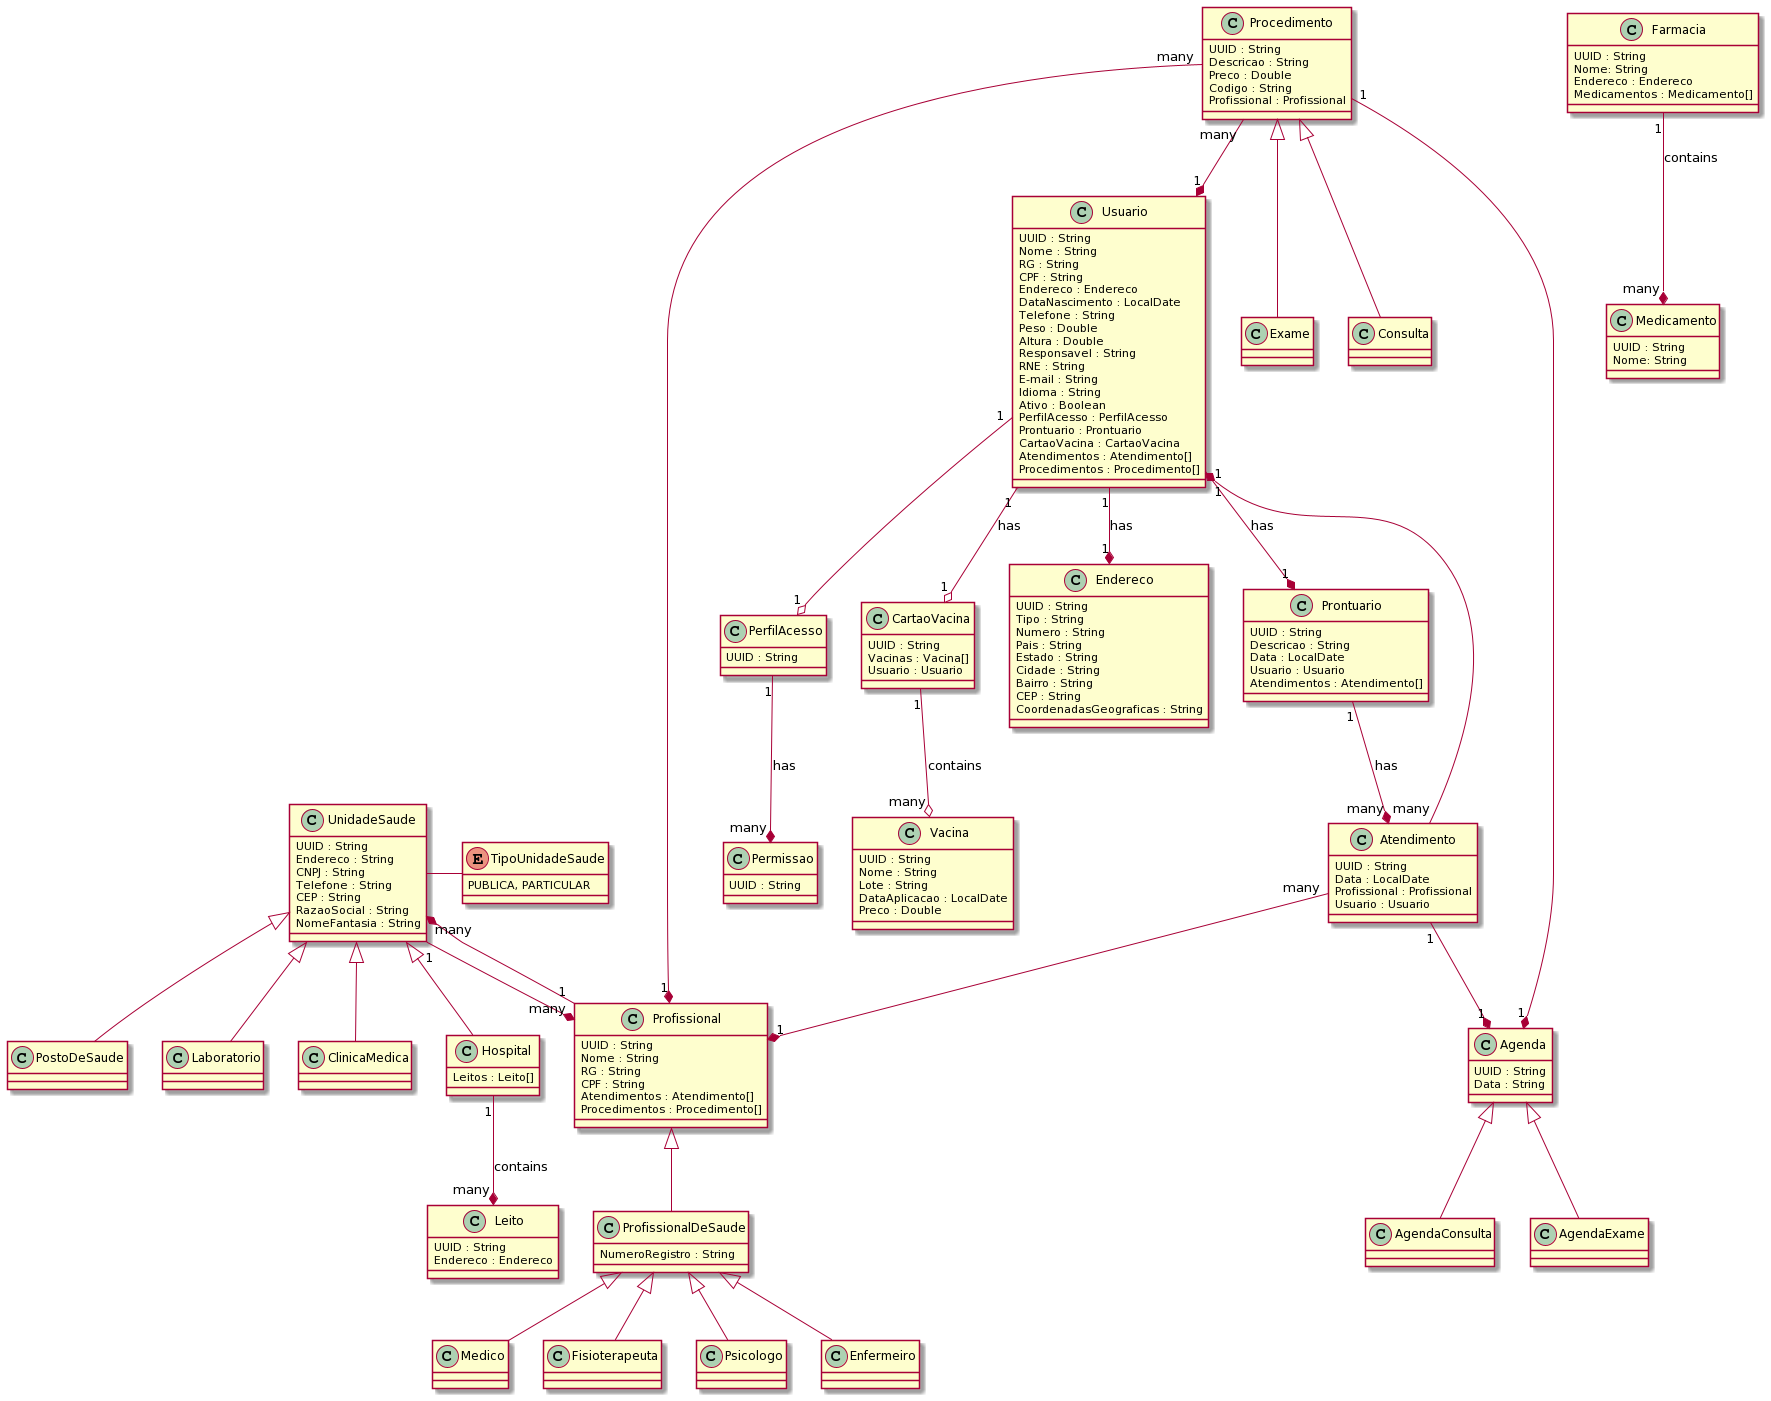 Procedimento
UUID : String
Descricao : String
Preco : Double
Codigo : String
Profissional : Profissional
Farmacia
UUID : String
Nome: String
Endereco : Endereco
Medicamentos : Medicamento[]
many
1
many
1
1
contains
many
Usuario
UUID : String
Nome : String
RG : String
CPF : String
Endereco : Endereco
DataNascimento : LocalDate
Telefone : String
Peso : Double
Altura : Double
Responsavel : String
RNE : String
E-mail : String
Idioma : String
Ativo : Boolean
PerfilAcesso : PerfilAcesso
Prontuario : Prontuario
CartaoVacina : CartaoVacina
Atendimentos : Atendimento[]
Procedimentos : Procedimento[]
Exame
Consulta
Medicamento
UUID : String
Nome: String
1
1
1
1
1
has
has
has
1
1
1
1
PerfilAcesso
UUID : String
CartaoVacina
UUID : String
Vacinas : Vacina[]
Usuario : Usuario
Endereco
UUID : String
Tipo : String
Numero : String
Pais : String
Estado : String
Cidade : String
Bairro : String
CEP : String
CoordenadasGeograficas : String
Prontuario
UUID : String
Descricao : String
Data : LocalDate
Usuario : Usuario
Atendimentos : Atendimento[]
1
1
1
has
contains
has
many
many
many
many
UnidadeSaude
UUID : String
Endereco : String
CNPJ : String
Telefone : String
CEP : String
RazaoSocial : String
NomeFantasia : String
TipoUnidadeSaude
PUBLICA, PARTICULAR
Permissao
UUID : String
Vacina
UUID : String
Nome : String
Lote : String
DataAplicacao : LocalDate
Preco : Double
Atendimento
UUID : String
Data : LocalDate
Profissional : Profissional
Usuario : Usuario
many
many
1
1
1
many
1
1
1
1
PostoDeSaude
Laboratorio
ClinicaMedica
Hospital
Leitos : Leito[]
Profissional
UUID : String
Nome : String
RG : String
CPF : String
Atendimentos : Atendimento[]
Procedimentos : Procedimento[]
Agenda
UUID : String
Data : String
1
contains
many
Leito
UUID : String
Endereco : Endereco
ProfissionalDeSaude
NumeroRegistro : String
AgendaConsulta
AgendaExame
Medico
Fisioterapeuta
Psicologo
Enfermeiro